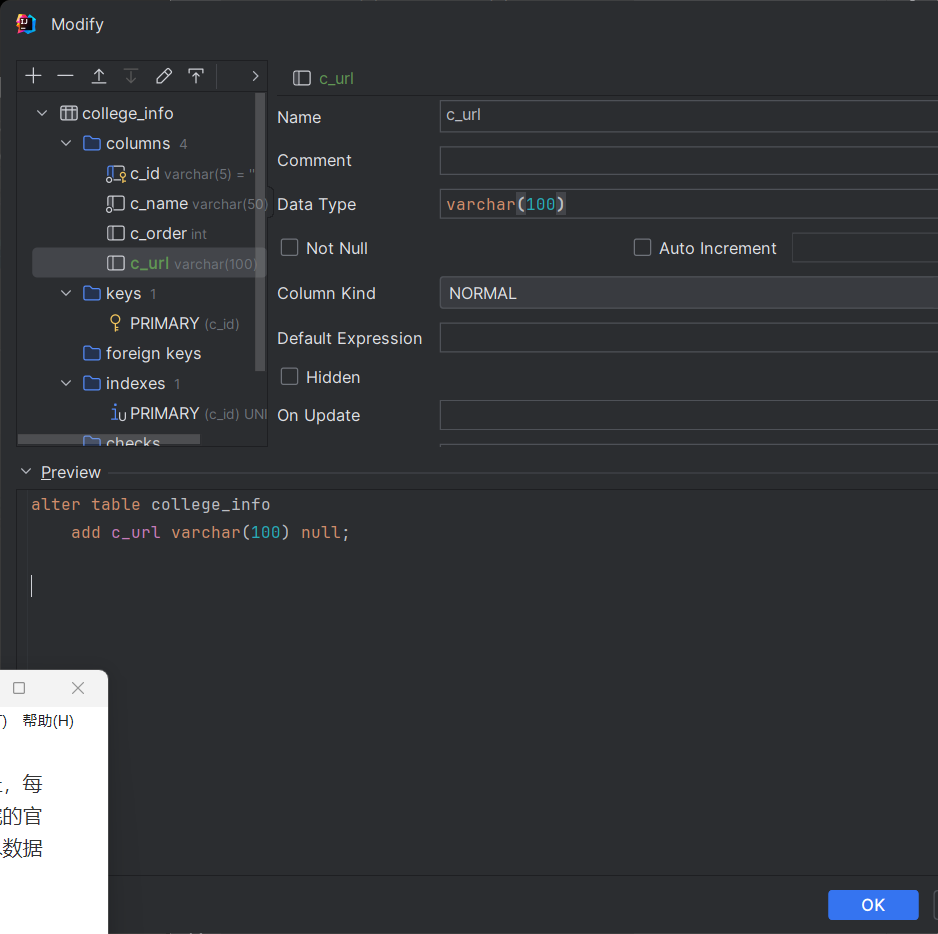 Modify
college_info
columns 4
c_id varchar(5) = ''
c_name varchar(50)
c_order int
c_url varchar(100)
keys 1
PRIMARY (c_id)
foreign keys
indexes 1
PRIMARY (c_id) UNI
checks
c_url
Name c_url
Comment
Data Type varchar(100)
Not Null Auto Increment
Column Kind NORMAL
Default Expression
Hidden
On Update
Preview
alter table college_info
add c_url varchar(100) null;
) 帮助(H)
，每
的官
数据
OK